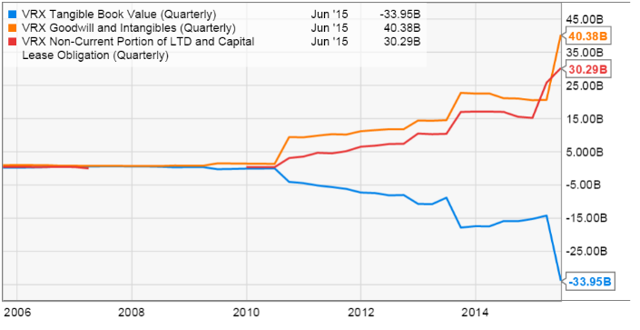 VRX Tangible Book Value (Quarterly) Jun '15 -33.95B
VRX Goodwill and Intangibles (Quarterly) Jun '15 40.38B
VRX Non-Current Portion of LTD and Capital Jun '15 30.29B
Lease Obligation (Quarterly)
45.00B
40.38B
35.00B
30.29B
25.00B
15.00B
5.000B
-5.00B
-15.00B
-25.00B
-33.95B
2006 2008 2010 2012 2014